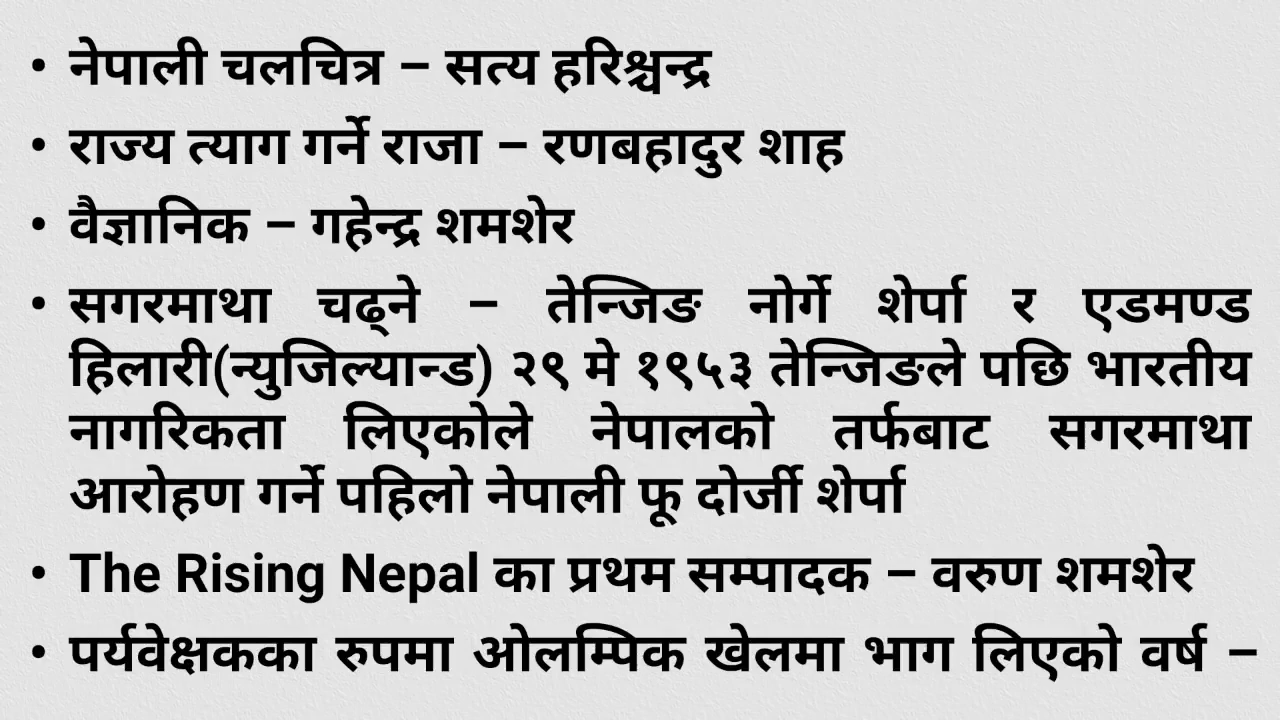 • नेपाली चलचित्र – सत्य हरिश्चन्द्र
• राज्य त्याग गर्ने राजा – रणबहादुर शाह
• वैज्ञानिक – गहेन्द्र शमशेर
• सगरमाथा चढ्ने – तेन्जिङ नोर्गे शेर्पा र एडमण्ड
हिलारी(न्युजिल्यान्ड) २९ मे १९५३ तेन्जिङले पछि भारतीय
नागरिकता लिएकोले नेपालको तर्फबाट सगरमाथा
आरोहण गर्ने पहिलो नेपाली फू दोर्जी शेर्पा
• The Rising Nepal का प्रथम सम्पादक – वरुण शमशेर
• पर्यवेक्षकका रुपमा ओलम्पिक खेलमा भाग लिएको वर्ष –